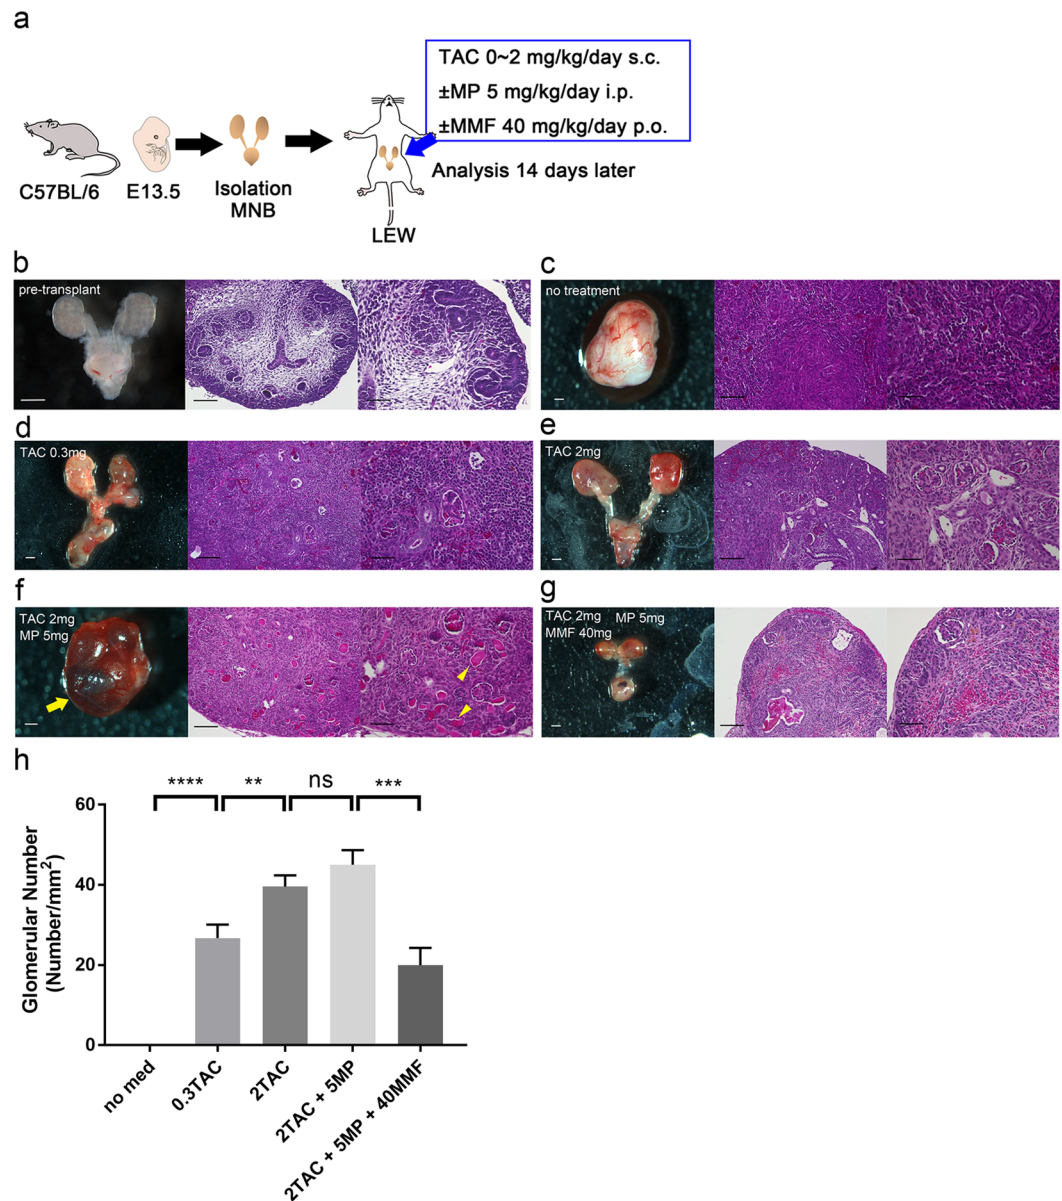 a
TAC 0~2 mg/kg/day s.c.
±MP 5 mg/kg/day i.p.
±MMF 40 mg/kg/day p.o.
Analysis 14 days later
C57BL/6
E13.5
Isolation
MNB
LEW
b
pre-transplant
c
no treatment
d
TAC 0.3mg
e
TAC 2mg
f
TAC 2mg
MP 5mg
g
TAC 2mg MP 5mg
MMF 40mg
h
**** ** ns ***
Glomerular Number
(Number/mm²)
60
40
20
0
no med
0.3TAC
2TAC
2TAC + 5MP
2TAC + 5MP + 40MMF